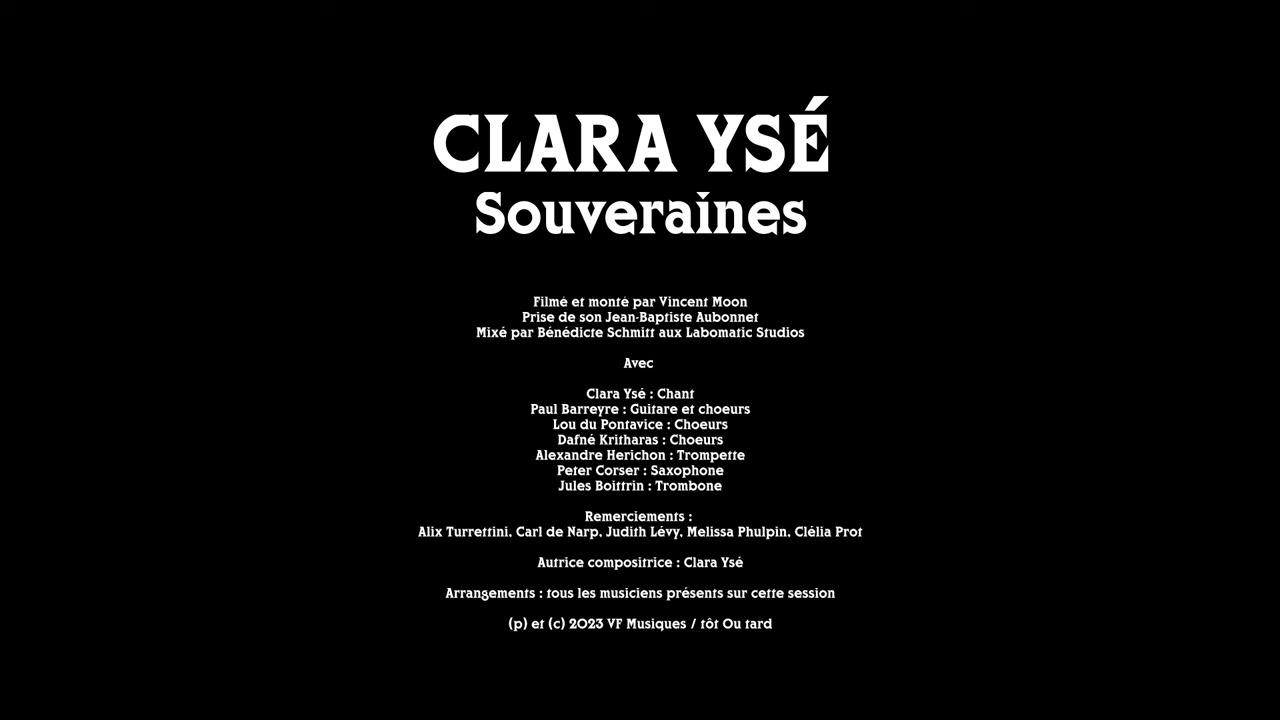 CLARA YSÉ
Souveraines
Filmé et monté par Vincent Moon
Prise de son Jean-Baptiste Aubonnet
Mixé par Bénédicte Schmitt aux Labomatic Studios
Avec
Clara Ysé : Chant
Paul Barreyre : Guitare et choeurs
Lou du Pontavice : Choeurs
Dafné Kritharas : Choeurs
Alexandre Herichon : Trompette
Peter Corser : Saxophone
Jules Boittin : Trombone
Remerciements :
Alix Turrettini, Carl de Narp, Judith Lévy, Melissa Phulpin, Clélia Prot
Autrice compositrice : Clara Ysé
Arrangements : tous les musiciens présents sur cette session
(p) et (c) 2023 VF Musiques / tôt Ou tard